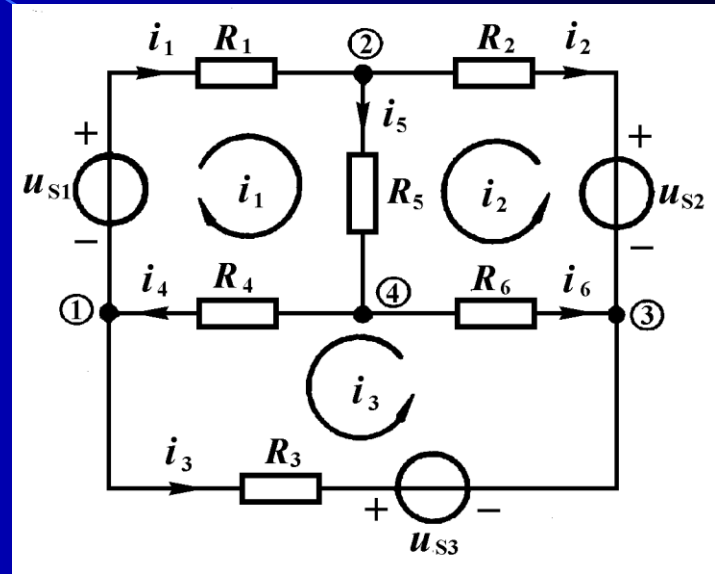 i1 R1 ② R2 i2
i5
+ +
uS1 i1 R5 i2 uS2
− −
i4 R4 ④ R6 i6
① ③
i3
i3 R3
+ −
uS3